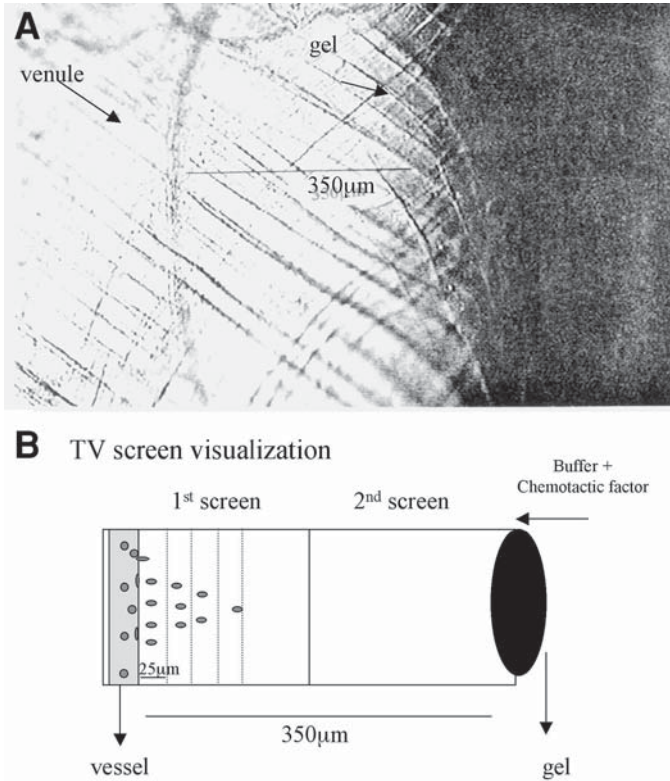 A
gel
venule
350µm
B TV screen visualization
Buffer +
Chemotactic factor
1st screen
2nd screen
25µm
350µm
vessel
gel